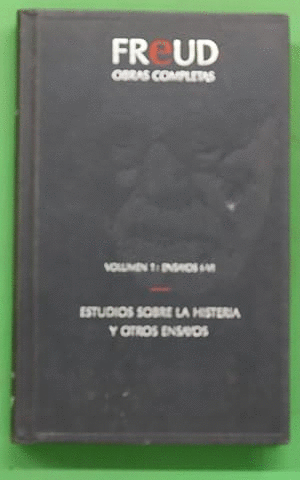 FReUD
OBRAS COMPLETAS
VOLUMEN 1: ENSAYOS I-VI
ESTUDIOS SOBRE LA HISTERIA
Y OTROS ENSAYOS